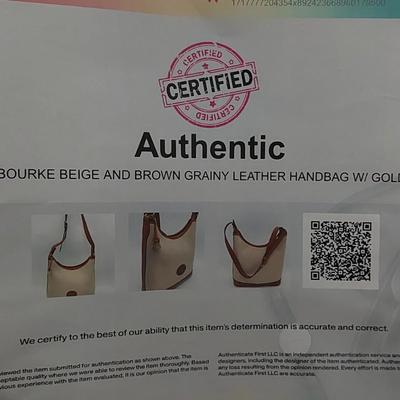 1717777204354x892423668960178600
CERTIFIED
CERTIFIED
CERTIFIED
Authentic
BOURKE BEIGE AND BROWN GRAINY LEATHER HANDBAG W/ GOLD
We certify to the best of our ability that this item's determination is accurate and correct.
viewed the item submitted for authentication as shown above. The
eptable quality where we were able to review the item thoroughly. Based
vious experience with the item evaluated, it is our opinion that the item is
Authenticate First LLC is an independent authentication service and
designers, including the designer of the item authenticated. Authen
any loss resulting from the opinion rendered. Every effort is made to
Authenticate First LLC are accurate.